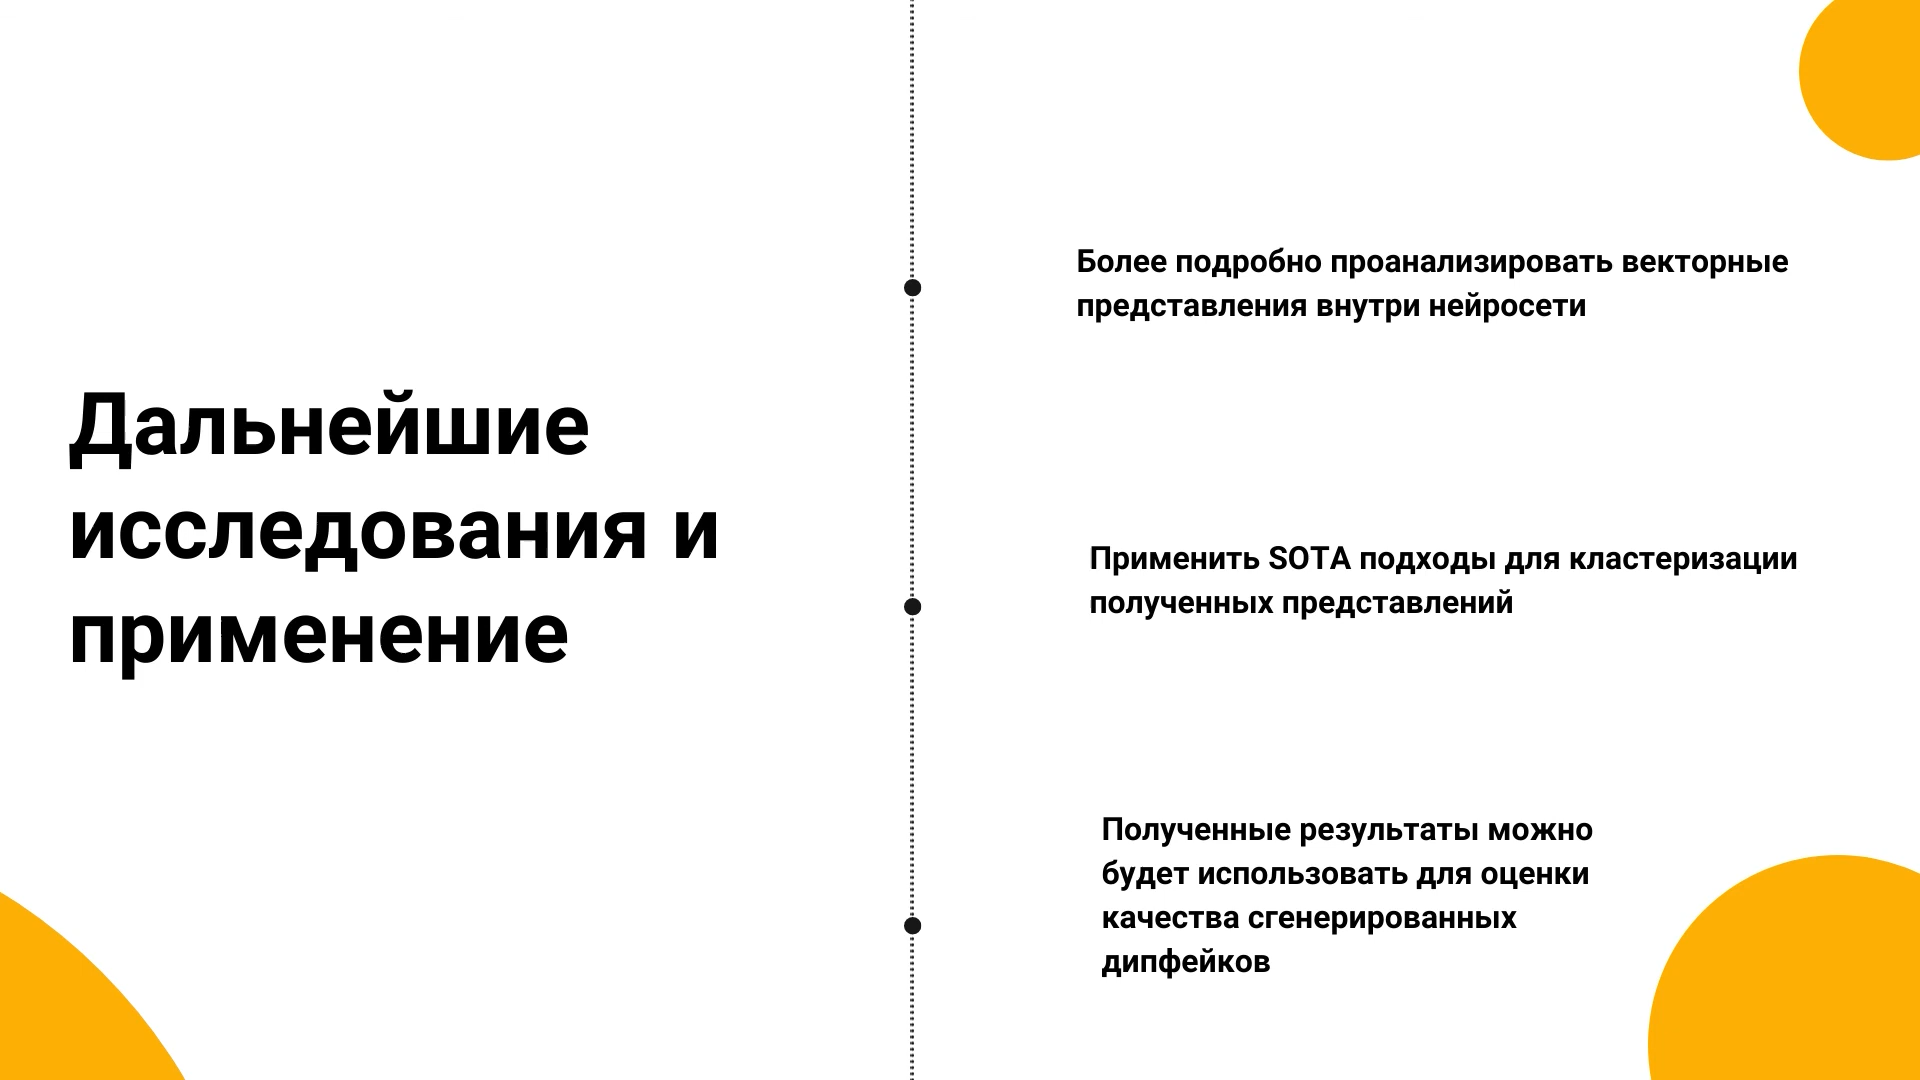 Дальнейшие
исследования и
применение
Более подробно проанализировать векторные
представления внутри нейросети
Применить SOTA подходы для кластеризации
полученных представлений
Полученные результаты можно
будет использовать для оценки
качества сгенерированных
дипфейков